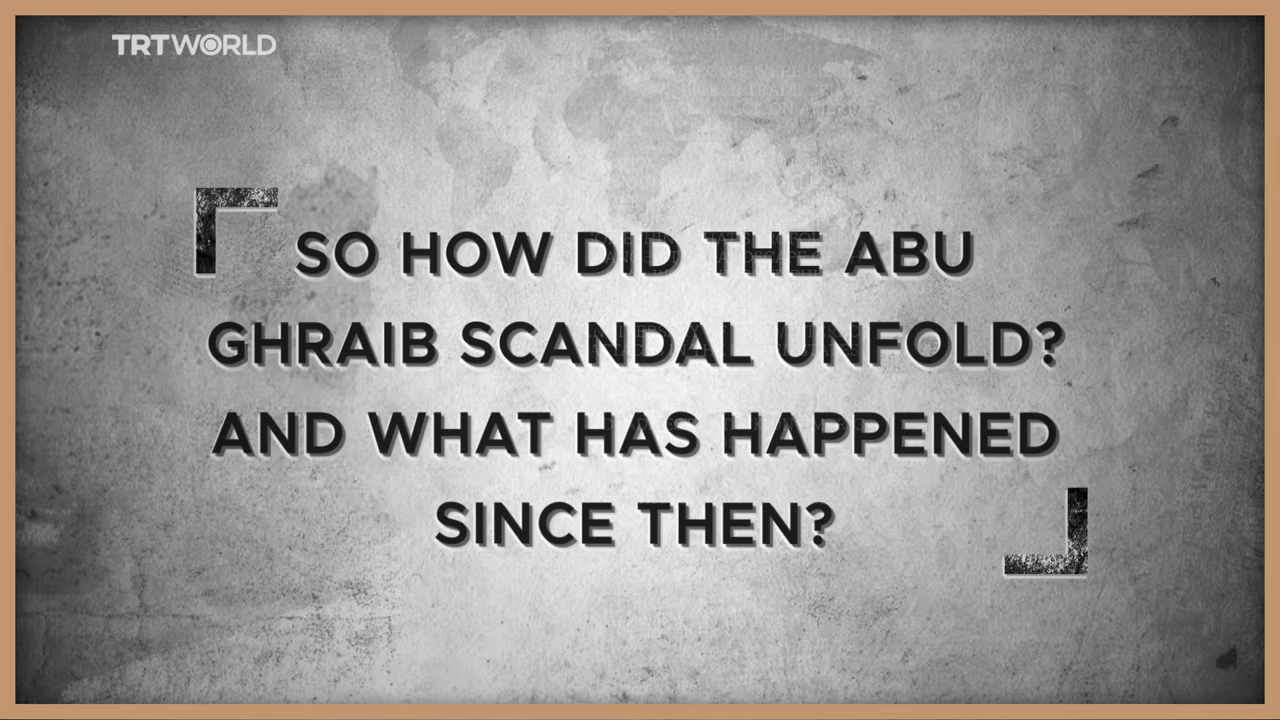 TRTWORLD
SO HOW DID THE ABU
GHRAIB SCANDAL UNFOLD?
AND WHAT HAS HAPPENED
SINCE THEN?